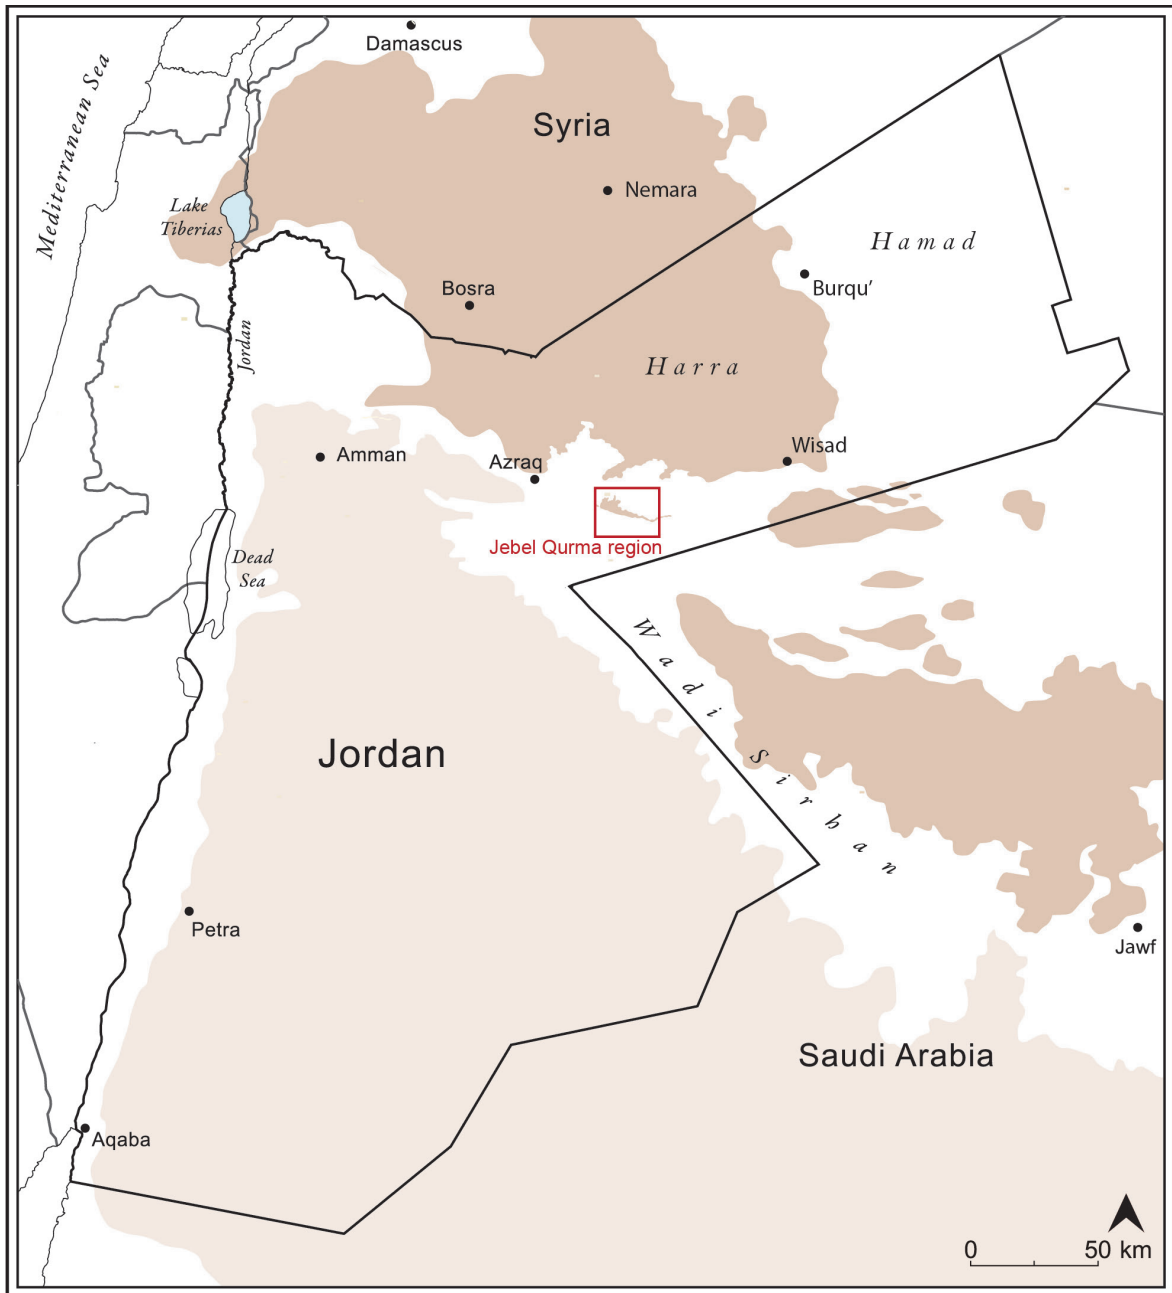 Damascus
Mediterranean Sea
Syria
Nemara
Lake
Tiberias
Hamad
Burqu’
Bosra
Jordan
Harra
Wisad
Amman
Azraq
Jebel Qurma region
Dead
Sea
Wadi Sirhan
Jordan
Petra
Jawf
Saudi Arabia
Aqaba
0 50 km